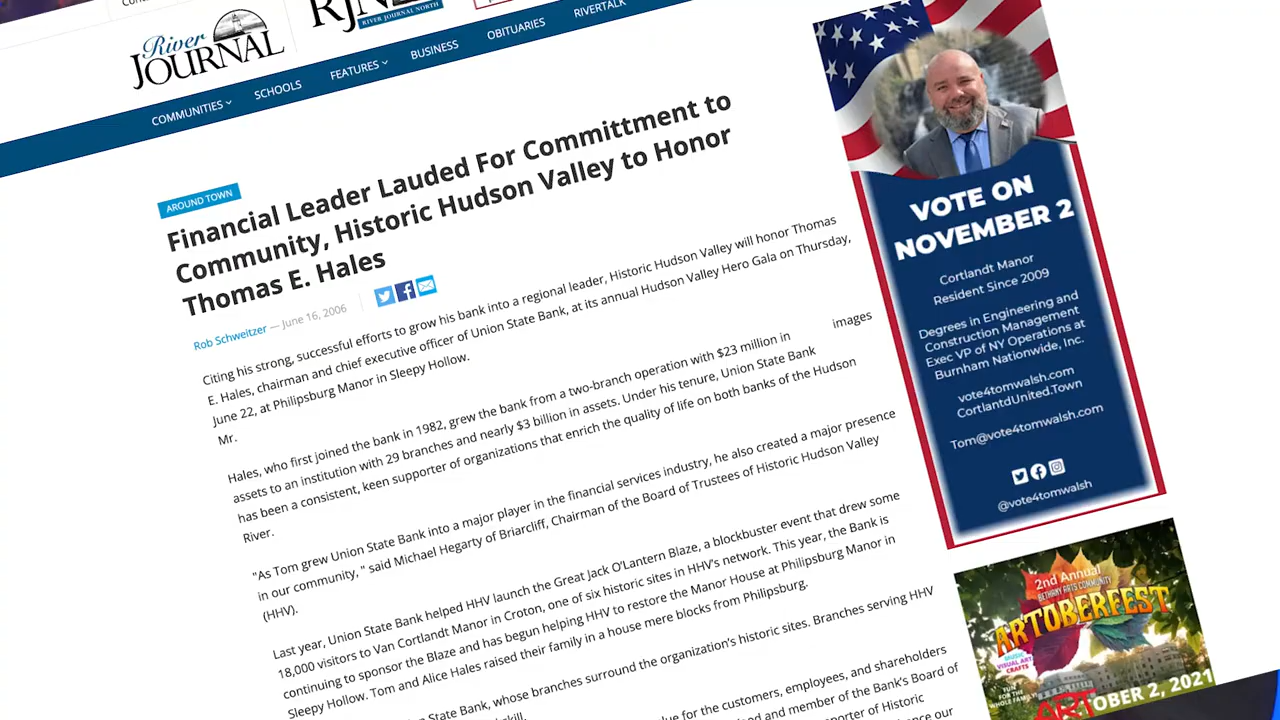 River
JOURNAL
RJN
RIVER JOURNAL NORTH
COMMUNITIES
SCHOOLS
FEATURES
BUSINESS
OBITUARIES
RIVERTALK
AROUND TOWN
Financial Leader Lauded For Committment to
Community, Historic Hudson Valley to Honor
Thomas E. Hales
Rob Schweitzer — June 16, 2006
Citing his strong, successful efforts to grow his bank into a regional leader, Historic Hudson Valley will honor Thomas
E. Hales, chairman and chief executive officer of Union State Bank, at its annual Hudson Valley Hero Gala on Thursday,
June 22, at Philipsburg Manor in Sleepy Hollow.
Mr.
images
Hales, who first joined the bank in 1982, grew the bank from a two-branch operation with $23 million in
assets to an institution with 29 branches and nearly $3 billion in assets. Under his tenure, Union State Bank
has been a consistent, keen supporter of organizations that enrich the quality of life on both banks of the Hudson
River.
"As Tom grew Union State Bank into a major player in the financial services industry, he also created a major presence
in our community, " said Michael Hegarty of Briarcliff, Chairman of the Board of Trustees of Historic Hudson Valley
(HHV).
Last year, Union State Bank helped HHV launch the Great Jack O'Lantern Blaze, a blockbuster event that drew some
18,000 visitors to Van Cortlandt Manor in Croton, one of six historic sites in HHV's network. This year, the Bank is
continuing to sponsor the Blaze and has begun helping HHV to restore the Manor House at Philipsburg Manor in
Sleepy Hollow. Tom and Alice Hales raised their family in a house mere blocks from Philipsburg.
State Bank, whose branches surround the organization's historic sites. Branches serving HHV
for the customers, employees, and shareholders
and member of the Bank's Board of
of Historic
our
VOTE ON
NOVEMBER 2
Cortlandt Manor
Resident Since 2009
Degrees in Engineering and
Construction Management
Exec VP of NY Operations at
Burnham Nationwide, Inc.
vote4tomwalsh.com
CortlandtUnited.Town
Tom@vote4tomwalsh.com
@vote4tomwalsh
2nd Annual
BETHANY ARTS COMMUNITY
ARTOBERFEST
MUSIC
VISUAL ART
CRAFTS
FUN
FOR THE
WHOLE FAMILY!
ARTOBER 2, 2021